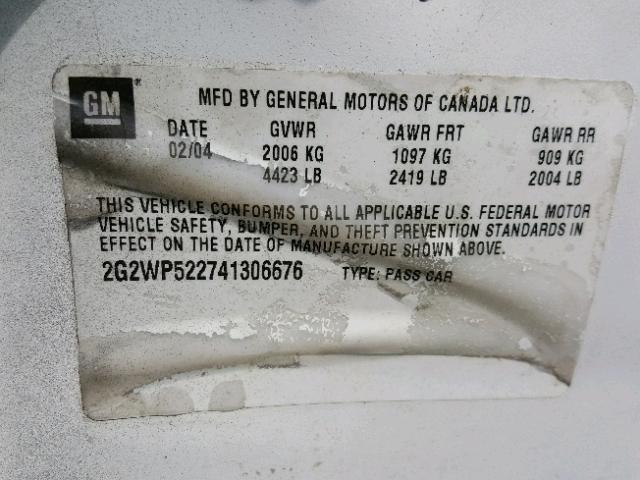 GM
MFD BY GENERAL MOTORS OF CANADA LTD.
DATE GVWR GAWR FRT GAWR RR
02/04 2006 KG 1097 KG 909 KG
4423 LB 2419 LB 2004 LB
THIS VEHICLE CONFORMS TO ALL APPLICABLE U.S. FEDERAL MOTOR
VEHICLE SAFETY, BUMPER, AND THEFT PREVENTION STANDARDS IN
EFFECT ON THE DATE OF MANUFACTURE SHOWN ABOVE.
2G2WP522741306676 TYPE: PASS CAR